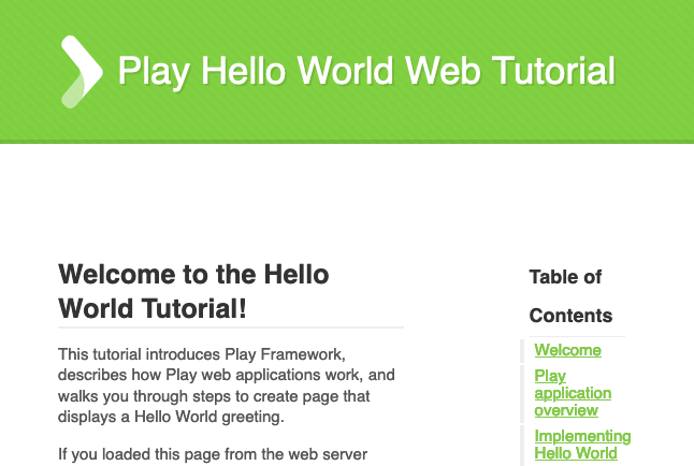 Play Hello World Web Tutorial
Welcome to the Hello
World Tutorial!
This tutorial introduces Play Framework,
describes how Play web applications work, and
walks you through steps to create page that
displays a Hello World greeting.
If you loaded this page from the web server
Table of
Contents
Welcome
Play
application
overview
Implementing
Hello World